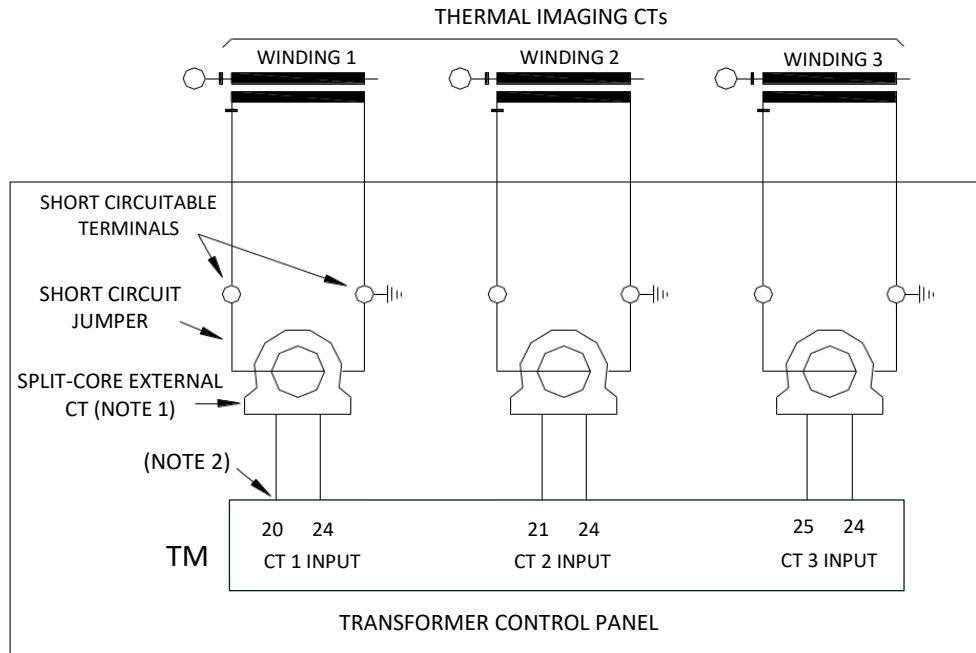 THERMAL IMAGING CTs
WINDING 1
WINDING 2
WINDING 3
SHORT CIRCUITABLE
TERMINALS
SHORT CIRCUIT
JUMPER
SPLIT-CORE EXTERNAL
CT (NOTE 1)
(NOTE 2)
20 24
21 24
25 24
TM
CT 1 INPUT
CT 2 INPUT
CT 3 INPUT
TRANSFORMER CONTROL PANEL